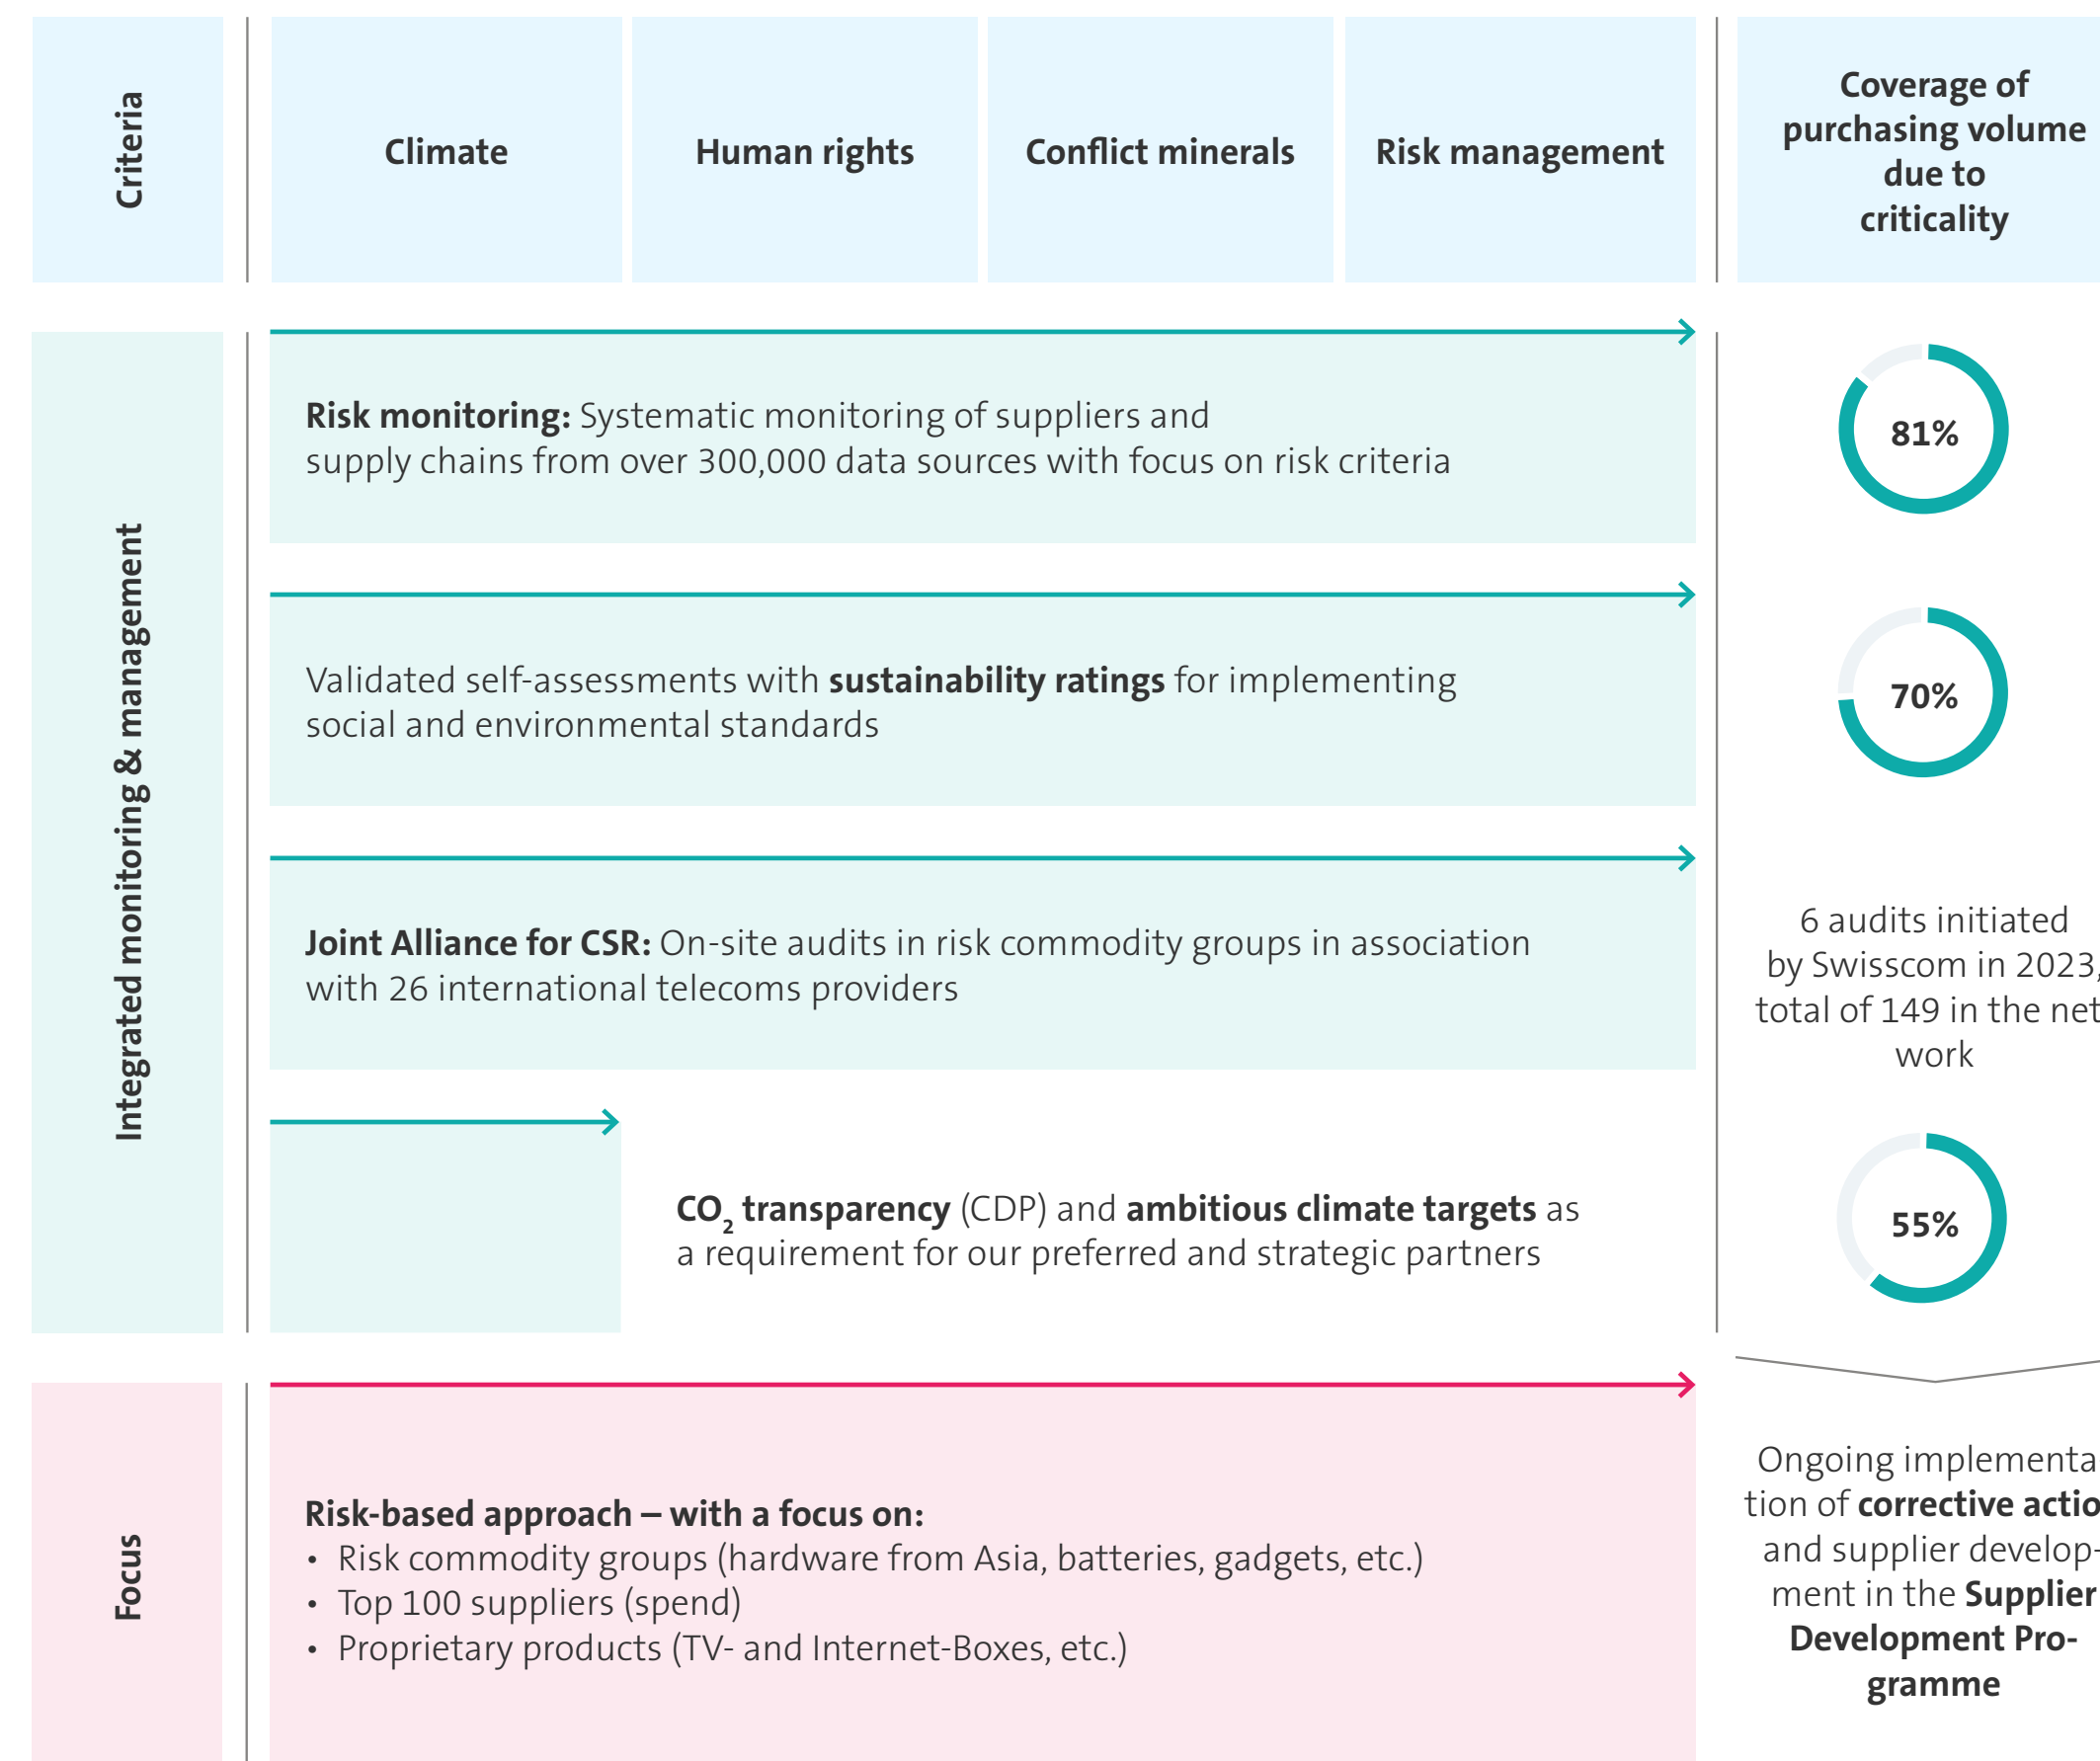 Criteria
Climate
Human rights
Conflict minerals
Risk management
Coverage of
purchasing volume
due to
criticality
Integrated monitoring & management
Risk monitoring: Systematic monitoring of suppliers and
supply chains from over 300,000 data sources with focus on risk criteria
81%
Validated self-assessments with sustainability ratings for implementing
social and environmental standards
70%
Joint Alliance for CSR: On-site audits in risk commodity groups in association
with 26 international telecoms providers
6 audits initiated
by Swisscom in 2023,
total of 149 in the net
work
CO₂ transparency (CDP) and ambitious climate targets as
a requirement for our preferred and strategic partners
55%
Focus
Risk-based approach – with a focus on:
• Risk commodity groups (hardware from Asia, batteries, gadgets, etc.)
• Top 100 suppliers (spend)
• Proprietary products (TV- and Internet-Boxes, etc.)
Ongoing implementa
tion of corrective actio
and supplier develop-
ment in the Supplier
Development Pro-
gramme